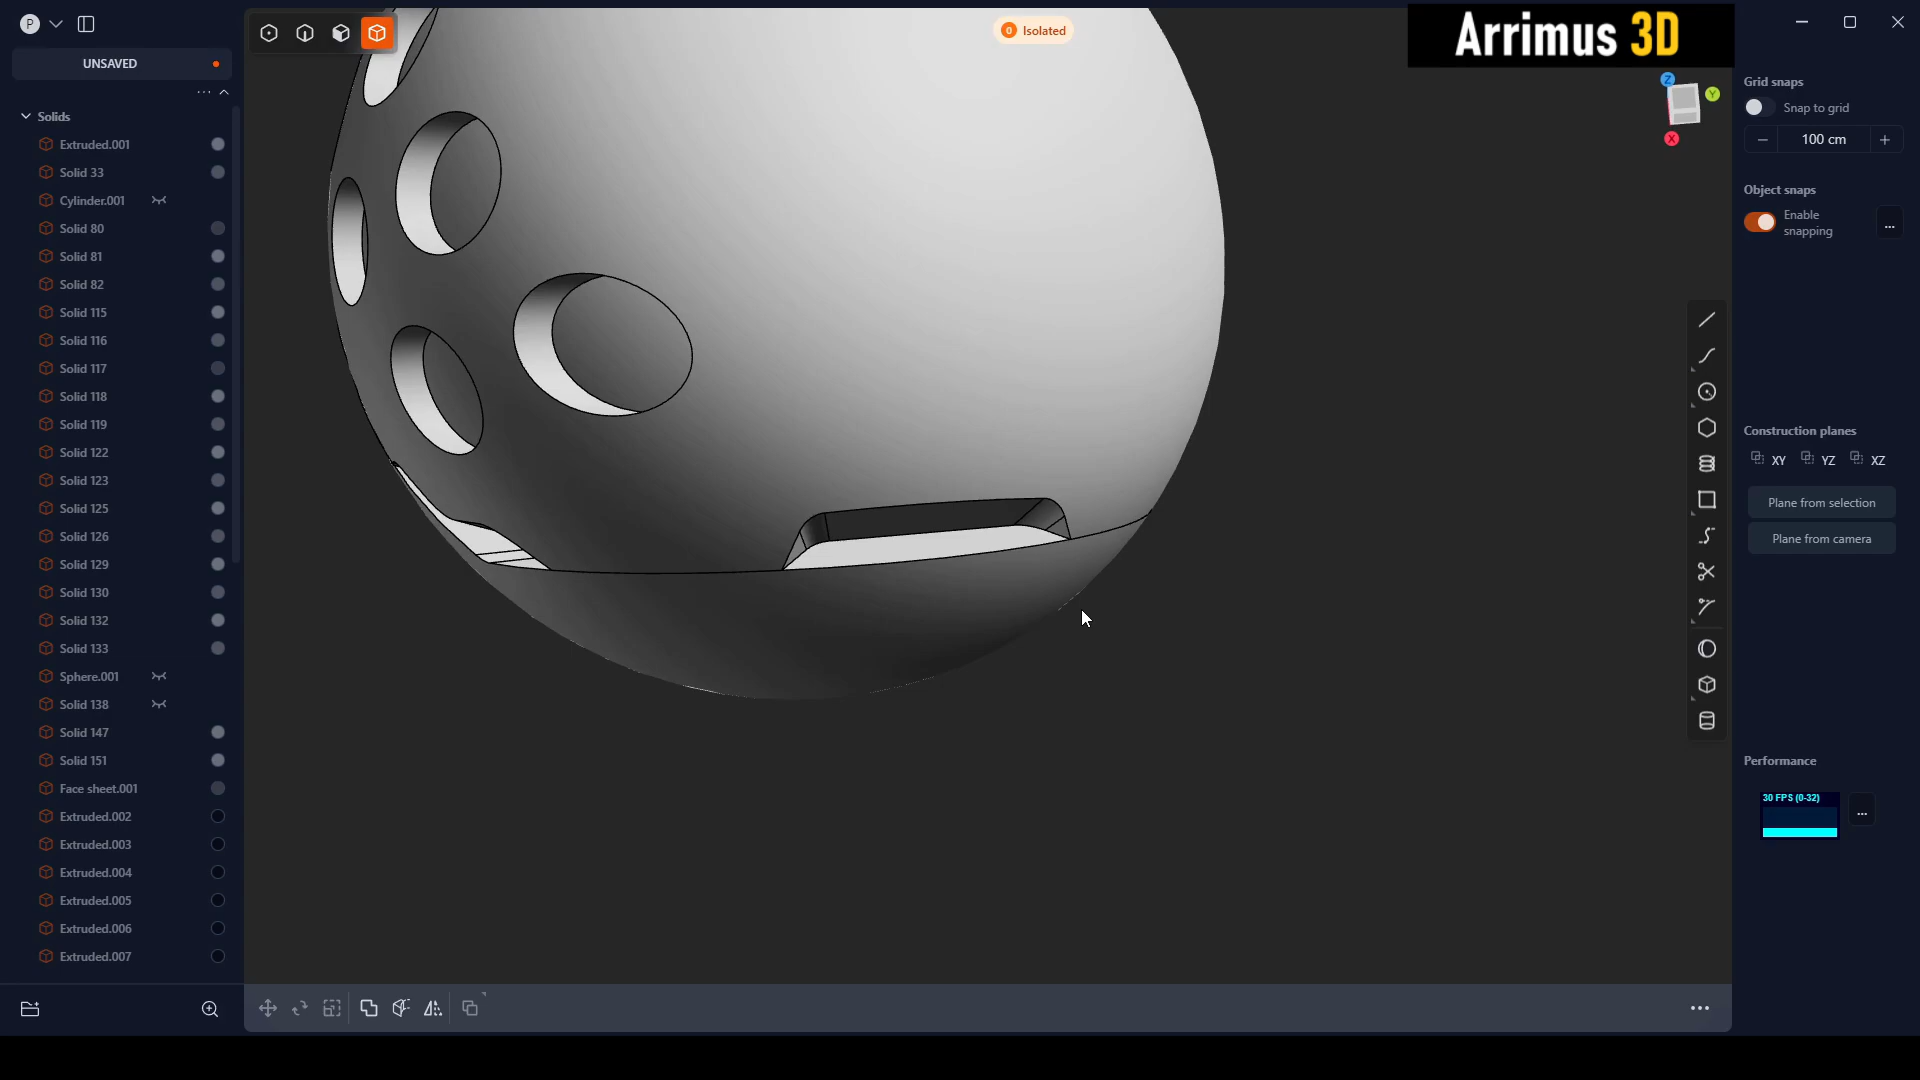 P
UNSAVED
Solids
Extruded.001
Solid 33
Cylinder.001
Solid 80
Solid 81
Solid 82
Solid 115
Solid 116
Solid 117
Solid 118
Solid 119
Solid 122
Solid 123
Solid 125
Solid 126
Solid 129
Solid 130
Solid 132
Solid 133
Sphere.001
Solid 138
Solid 147
Solid 151
Face sheet.001
Extruded.002
Extruded.003
Extruded.004
Extruded.005
Extruded.006
Extruded.007
0 Isolated
Arrimus 3D
Z
Y
X
Grid snaps
Snap to grid
100 cm
Object snaps
Enable
snapping
Construction planes
XY YZ XZ
Plane from selection
Plane from camera
Performance
30 FPS (0-32)